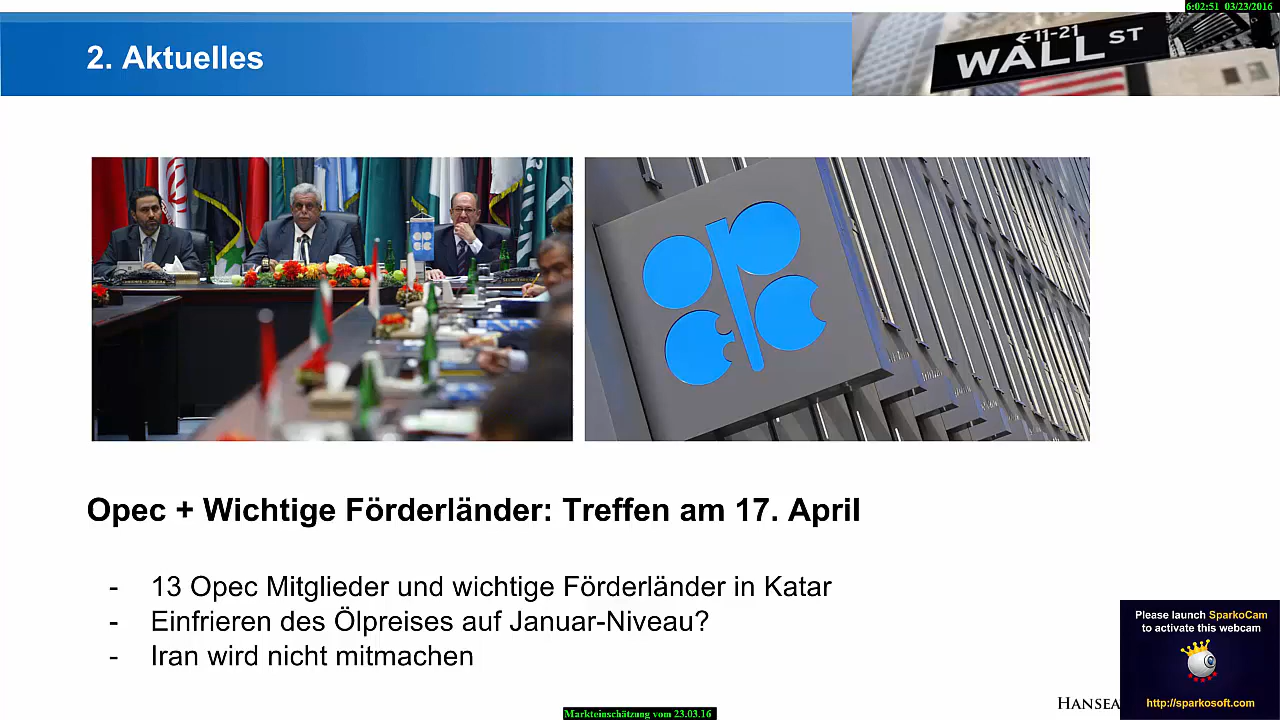 6:02:51 03/23/2016
2. Aktuelles
←11-21
WALL ST
Opec + Wichtige Förderländer: Treffen am 17. April
- 13 Opec Mitglieder und wichtige Förderländer in Katar
- Einfrieren des Ölpreises auf Januar-Niveau?
- Iran wird nicht mitmachen
Please launch SparkoCam
to activate this webcam
http://sparkosoft.com
HANSEA
Markteinschätzung vom 23.03.16